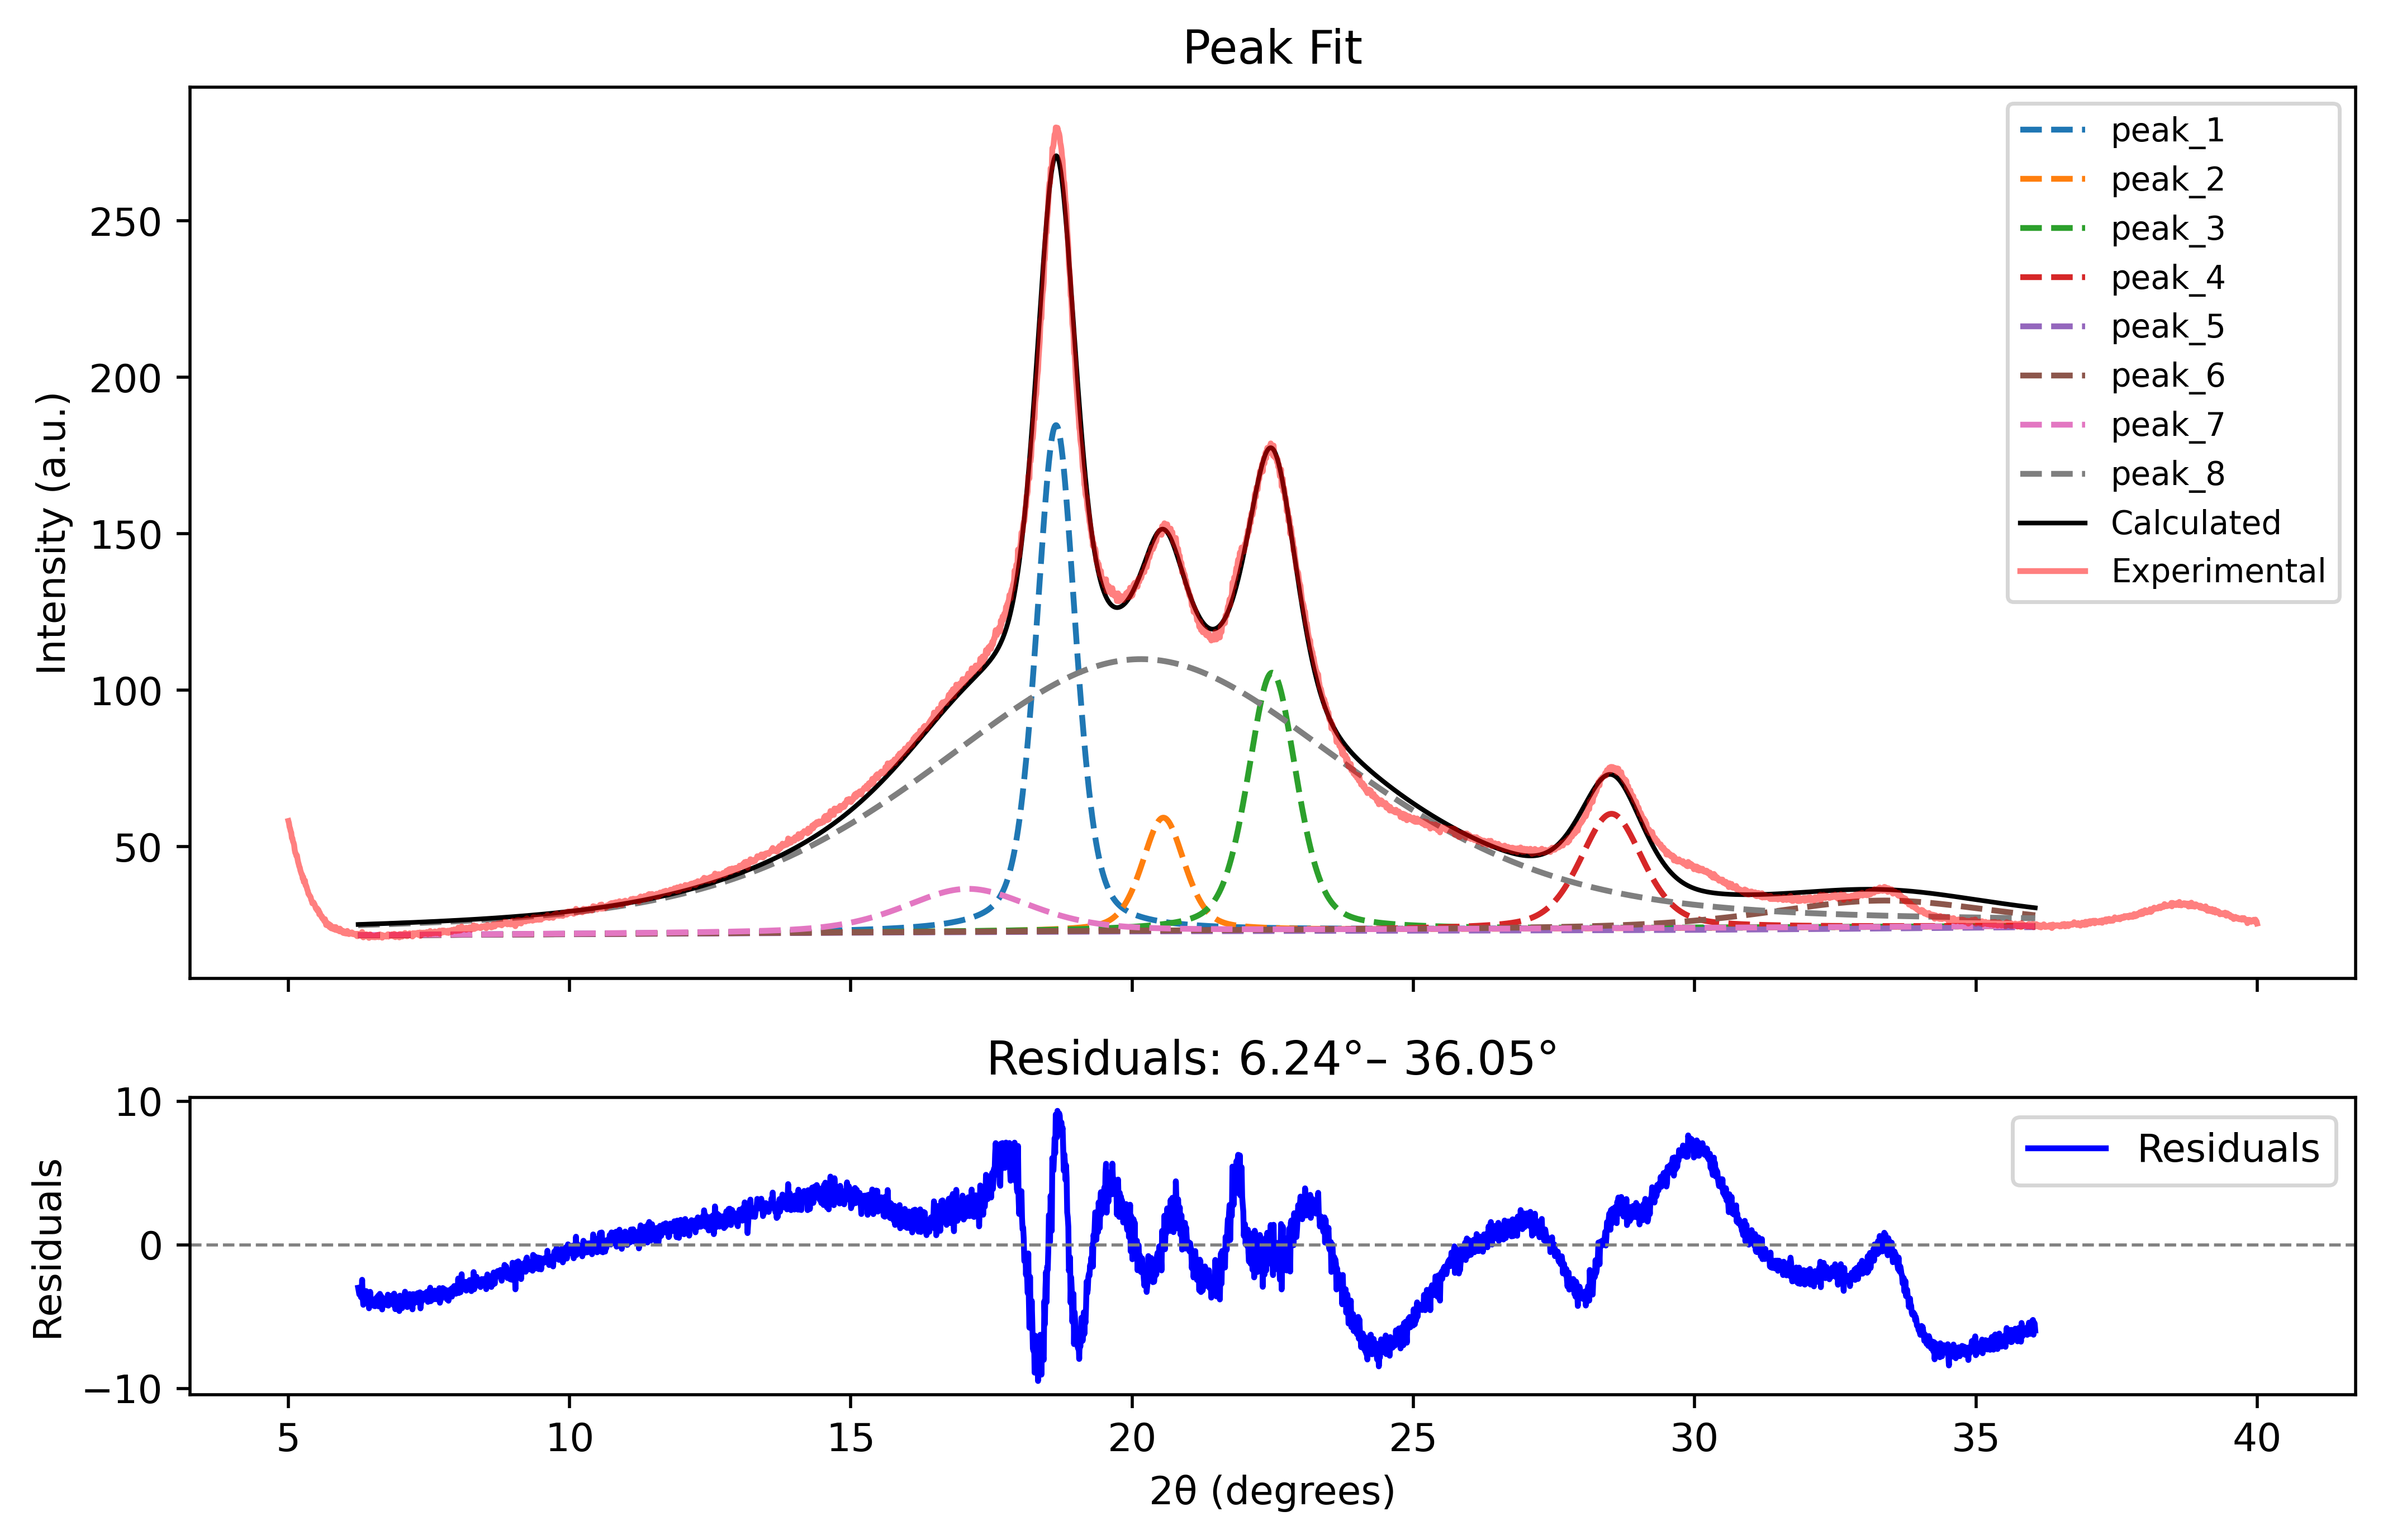 Peak Fit
Intensity (a.u.)
250
200
150
100
50
peak_1
peak_2
peak_3
peak_4
peak_5
peak_6
peak_7
peak_8
Calculated
Experimental
Residuals: 6.24°– 36.05°
Residuals
10
0
−10
Residuals
5 10 15 20 25 30 35 40
2θ (degrees)